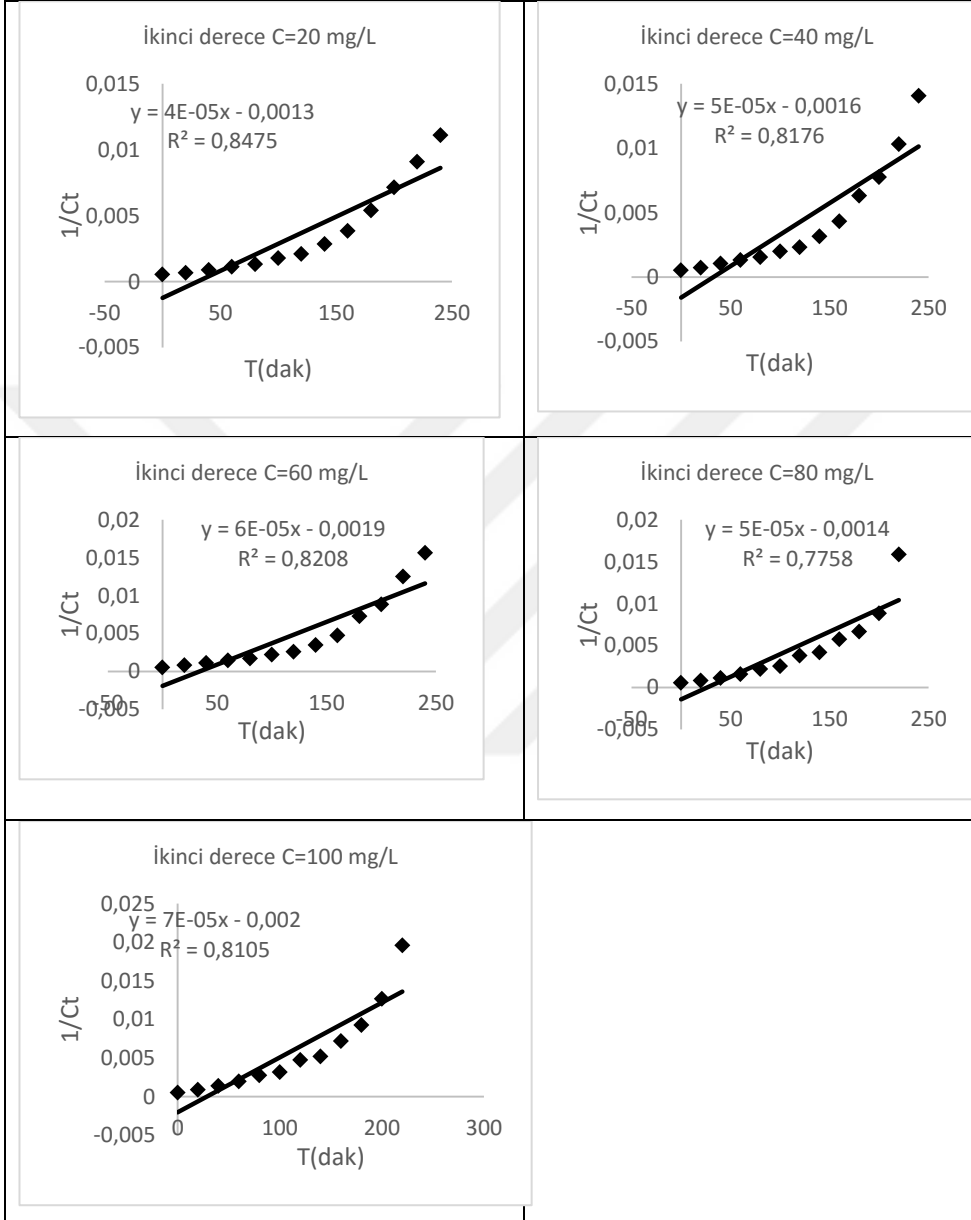 İkinci derece C=20 mg/L
0,015
y = 4E-05x - 0,0013
R² = 0,8475
0,01
1/Ct
0,005
0
-50 50 150 250
-0,005
T(dak)
İkinci derece C=40 mg/L
0,015
y = 5E-05x - 0,0016
R² = 0,8176
0,01
1/Ct
0,005
0
-50 50 150 250
-0,005
T(dak)
İkinci derece C=60 mg/L
0,02
y = 6E-05x - 0,0019
0,015
R² = 0,8208
0,01
1/Ct
0,005
0
-50 50 150 250
-0,005
T(dak)
İkinci derece C=80 mg/L
0,02
y = 5E-05x - 0,0014
0,015
R² = 0,7758
0,01
1/Ct
0,005
0
-50 50 150 250
-0,005
T(dak)
İkinci derece C=100 mg/L
0,025
y = 7E-05x - 0,002
0,02
R² = 0,8105
0,015
1/Ct
0,01
0,005
0
-0,005
0 100 200 300
T(dak)